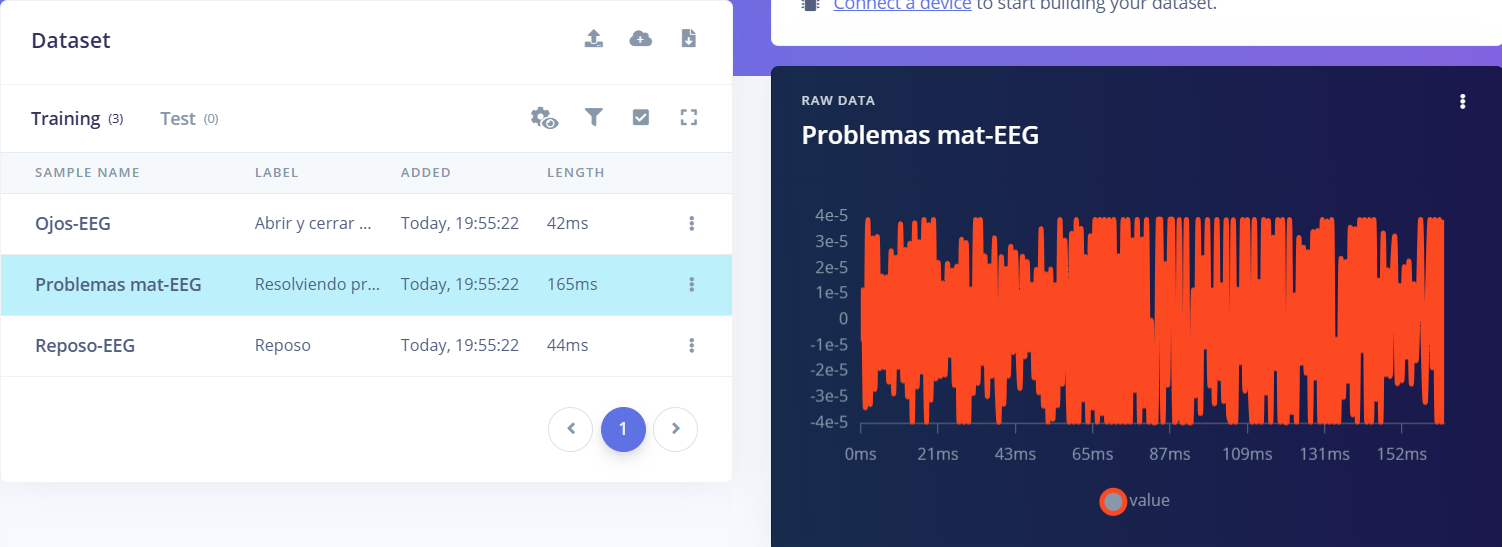 Connect a device to start building your dataset.
Dataset
Training (3) Test (0)
SAMPLE NAME LABEL ADDED LENGTH
Ojos-EEG Abrir y cerrar ... Today, 19:55:22 42ms
Problemas mat-EEG Resolviendo pr... Today, 19:55:22 165ms
Reposo-EEG Reposo Today, 19:55:22 44ms
1
RAW DATA
Problemas mat-EEG
4e-5
3e-5
2e-5
1e-5
0
-1e-5
-2e-5
-3e-5
-4e-5
0ms 21ms 43ms 65ms 87ms 109ms 131ms 152ms
value